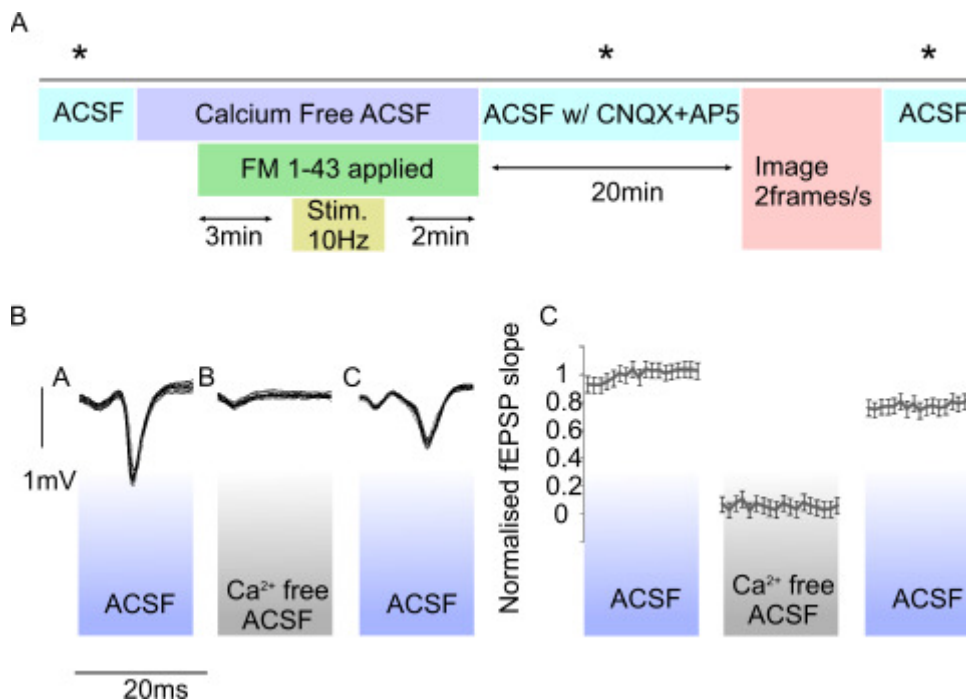 A
* * *
ACSF Calcium Free ACSF ACSF w/ CNQX+AP5 ACSF
FM 1-43 applied
Image
2frames/s
20min
3min Stim. 2min
10Hz
B
A B C
1mV
ACSF
Ca²⁺ free
ACSF
ACSF
20ms
C
Normalised fEPSP slope
1
0.8
0.6
0.4
0.2
0
ACSF
Ca²⁺ free
ACSF
ACSF